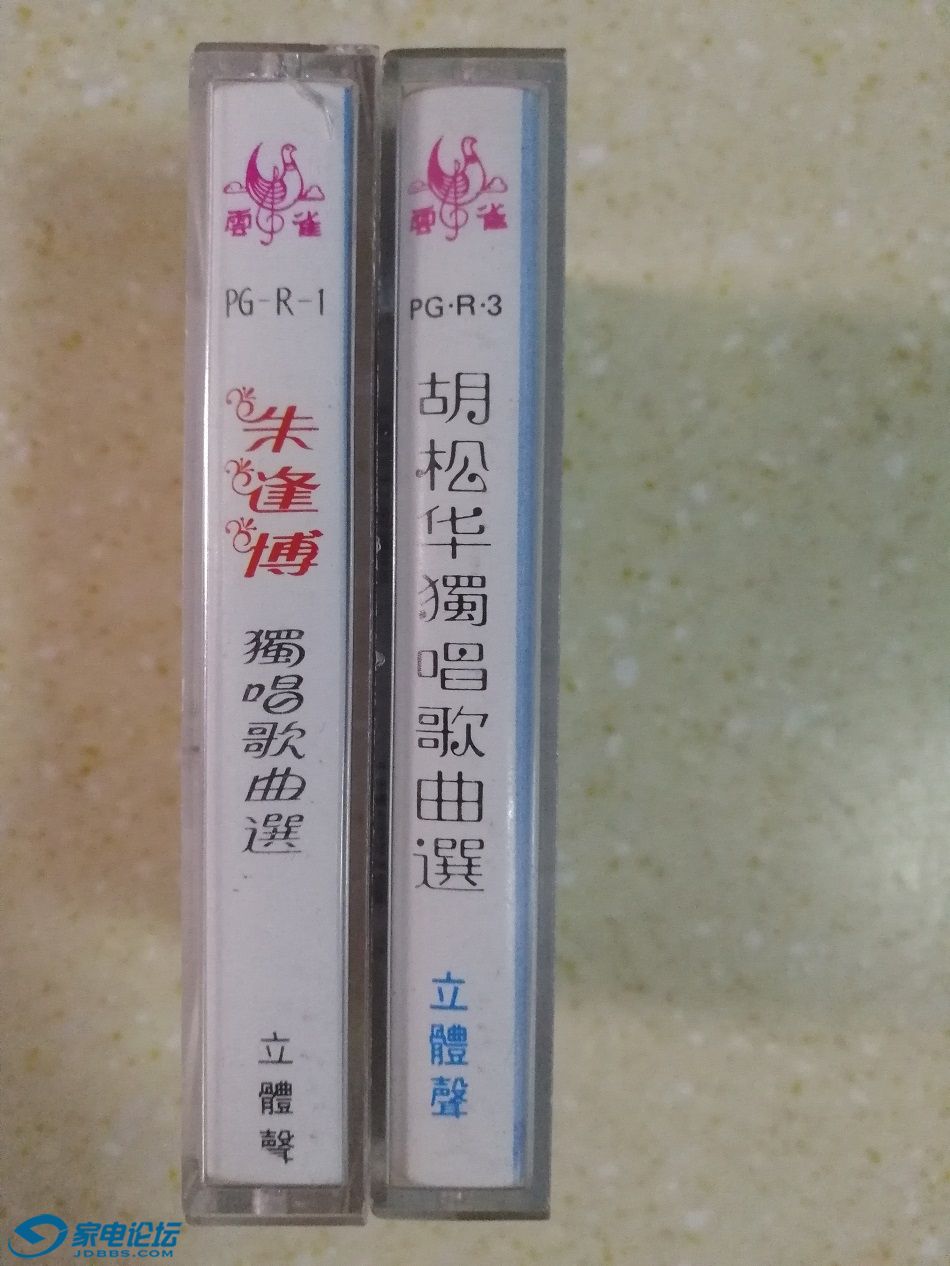 雲雀
PG-R-1
朱逢博
獨唱歌曲選
立體聲
雲雀
PG·R·3
胡松华獨唱歌曲選
立體聲
家电论坛
JDBBS.COM